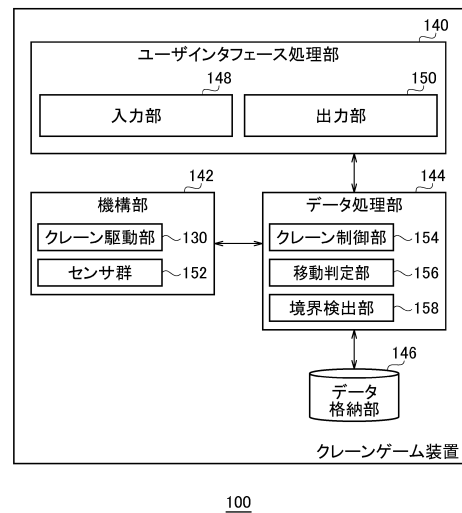 140
ユーザインタフェース処理部
148
入力部
150
出力部
142
機構部
クレーン駆動部
130
センサ群
152
144
データ処理部
クレーン制御部
154
移動判定部
156
境界検出部
158
146
データ
格納部
クレーンゲーム装置
100